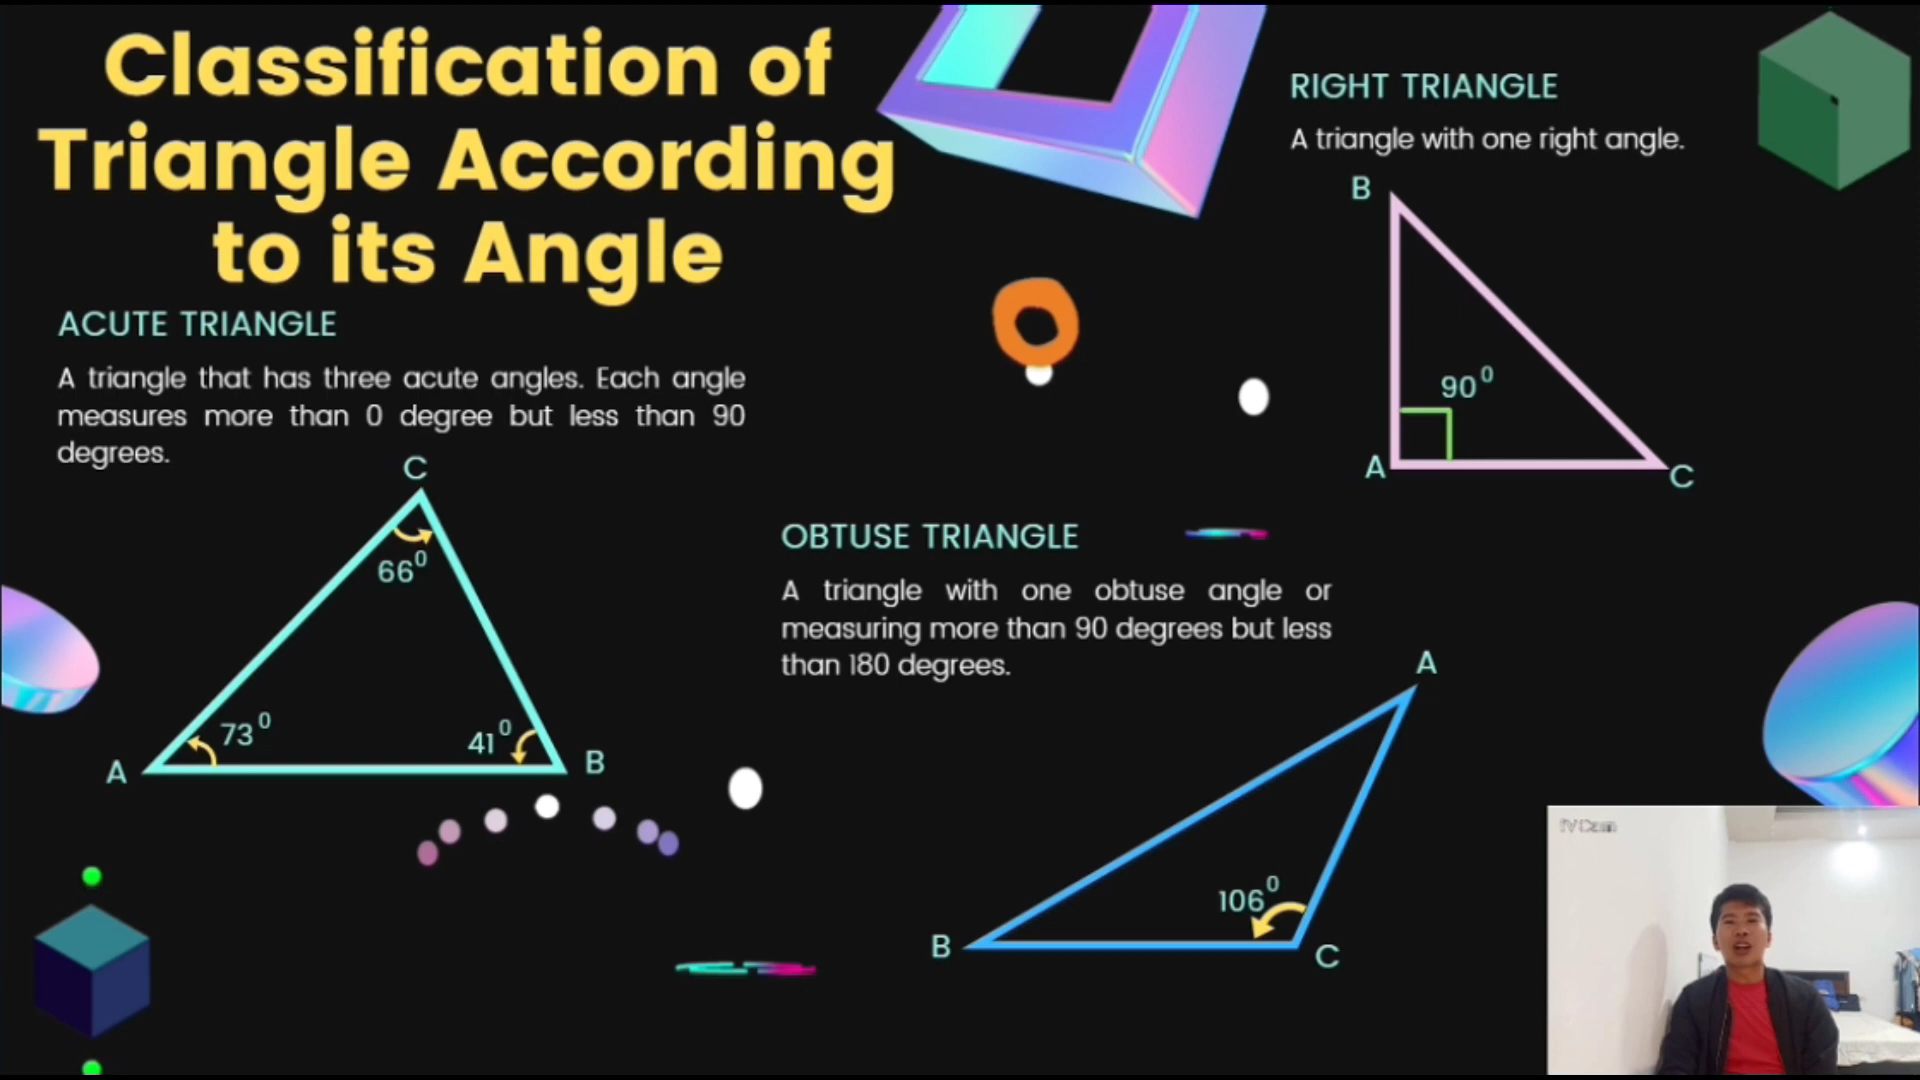 Classification of
Triangle According
to its Angle
ACUTE TRIANGLE
A triangle that has three acute angles. Each angle
measures more than 0 degree but less than 90
degrees.
C
66⁰
73⁰
41⁰
A
B
RIGHT TRIANGLE
A triangle with one right angle.
B
90⁰
A
C
OBTUSE TRIANGLE
A triangle with one obtuse angle or
measuring more than 90 degrees but less
than 180 degrees.
A
106⁰
B
C